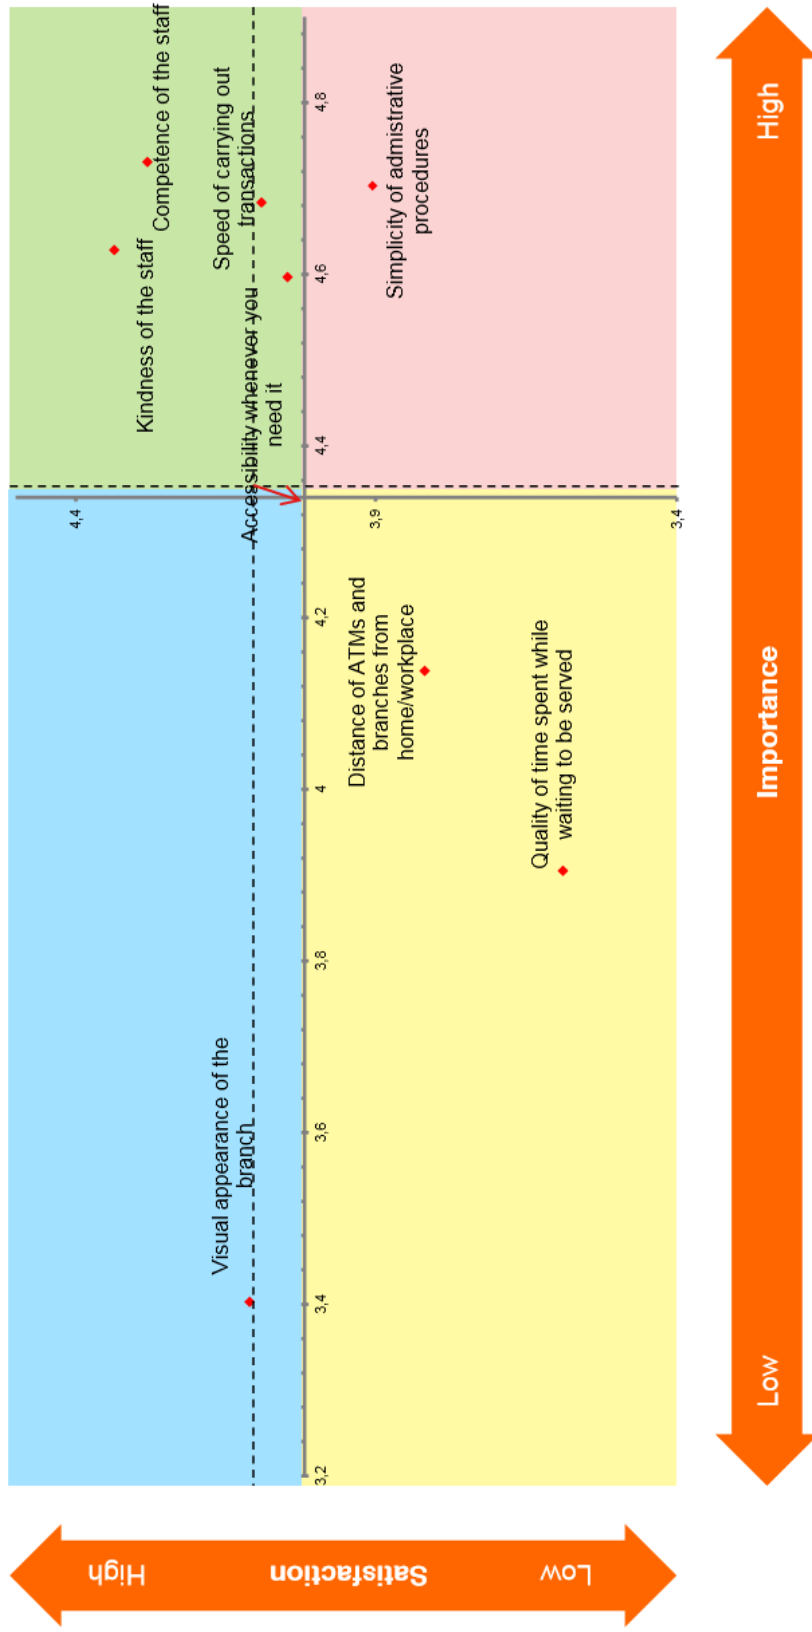 Kindness of the staff
Competence of the staff
Speed of carrying out
transactions
Accessibility whenever you
need it
Simplicity of admistrative
procedures
Visual appearance of the
branch
Distance of ATMs and
branches from
home/workplace
Quality of time spent while
waiting to be served
4,4
3,9
3,4
3,2
3,4
3,6
3,8
4
4,2
4,4
4,6
4,8
High
Satisfaction
Low
Low
Importance
High